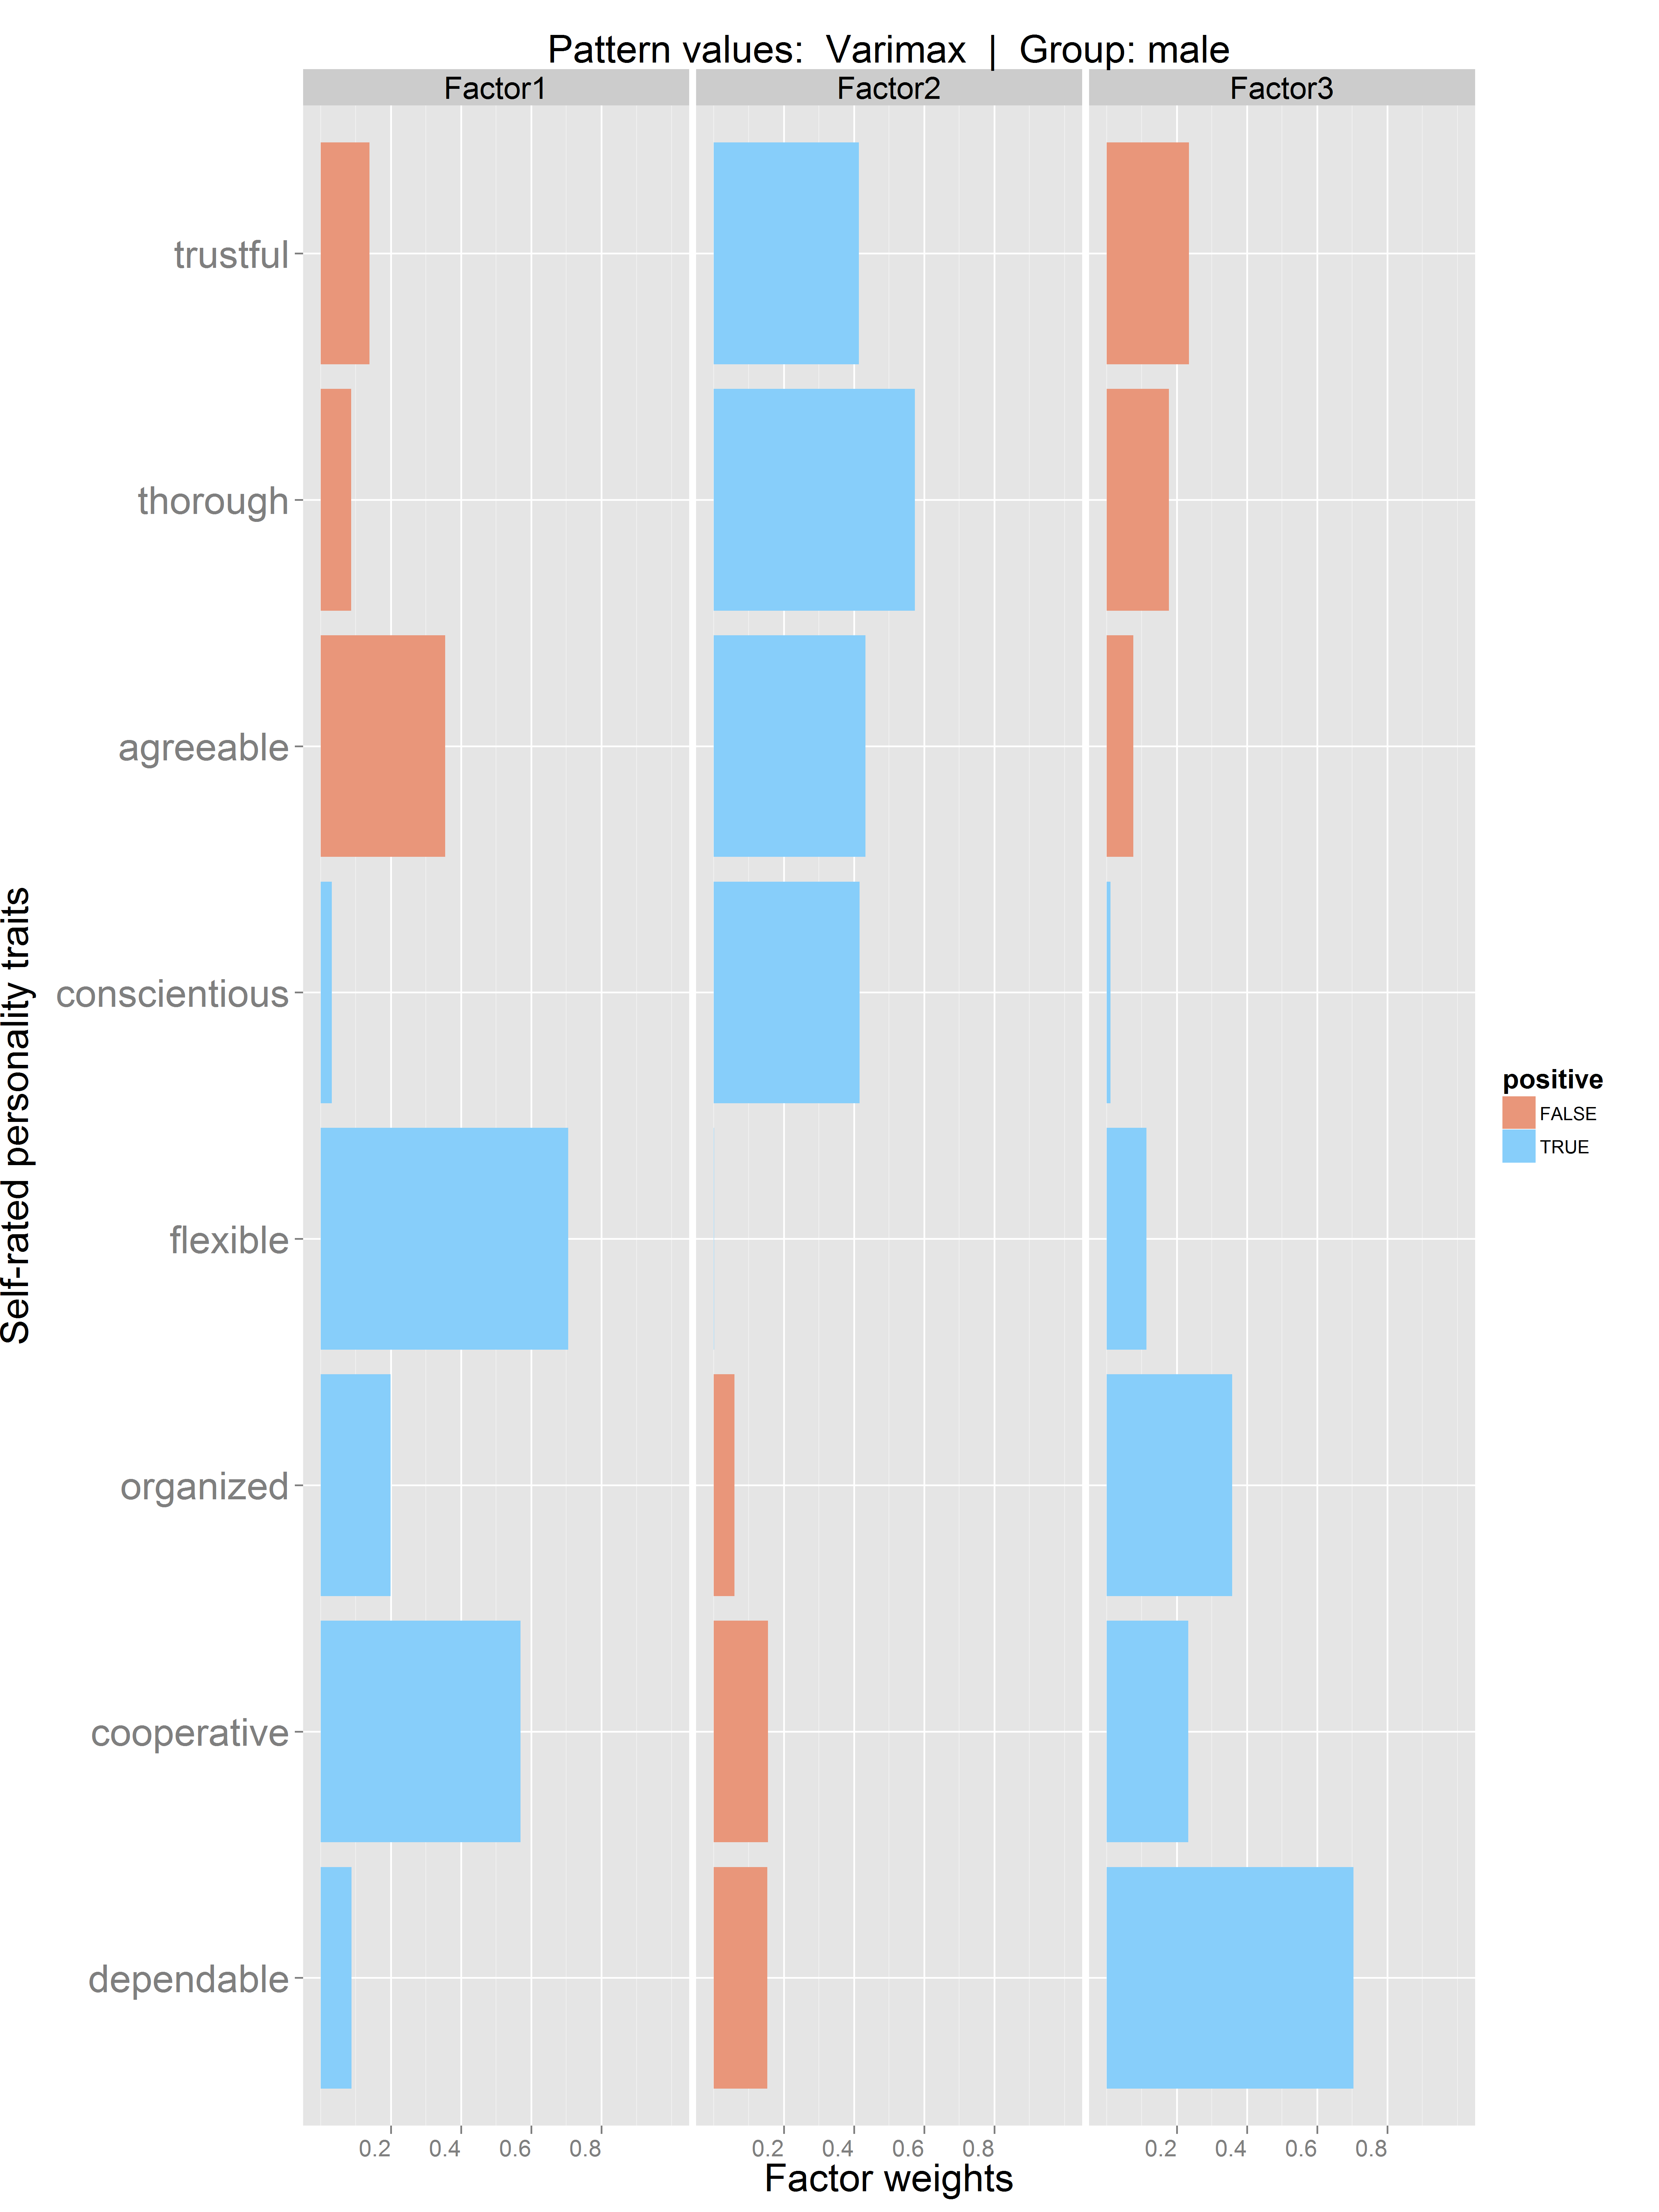 Pattern values:  Varimax  |  Group: male
Factor1
Factor2
Factor3
Self-rated personality traits
trustful
thorough
agreeable
conscientious
flexible
organized
cooperative
dependable
positive
FALSE
TRUE
0.2 0.4 0.6 0.8
0.2 0.4 0.6 0.8
0.2 0.4 0.6 0.8
Factor weights